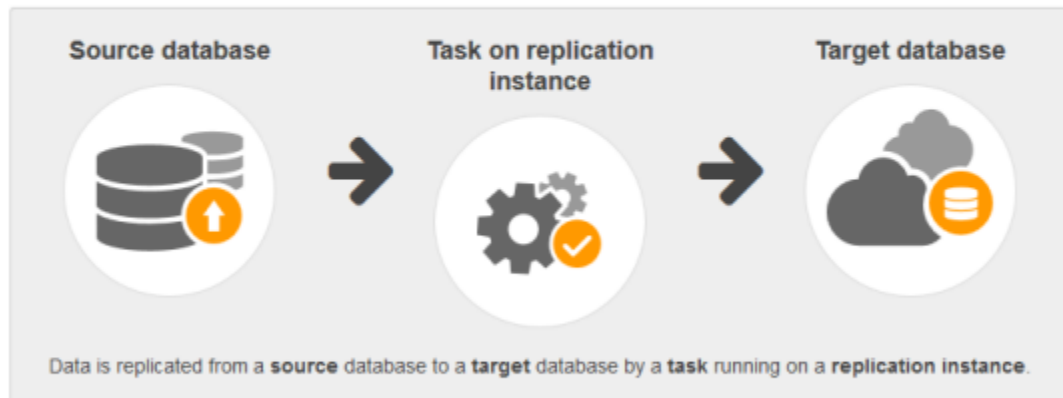 Source database
Task on replication
instance
Target database
Data is replicated from a source database to a target database by a task running on a replication instance.